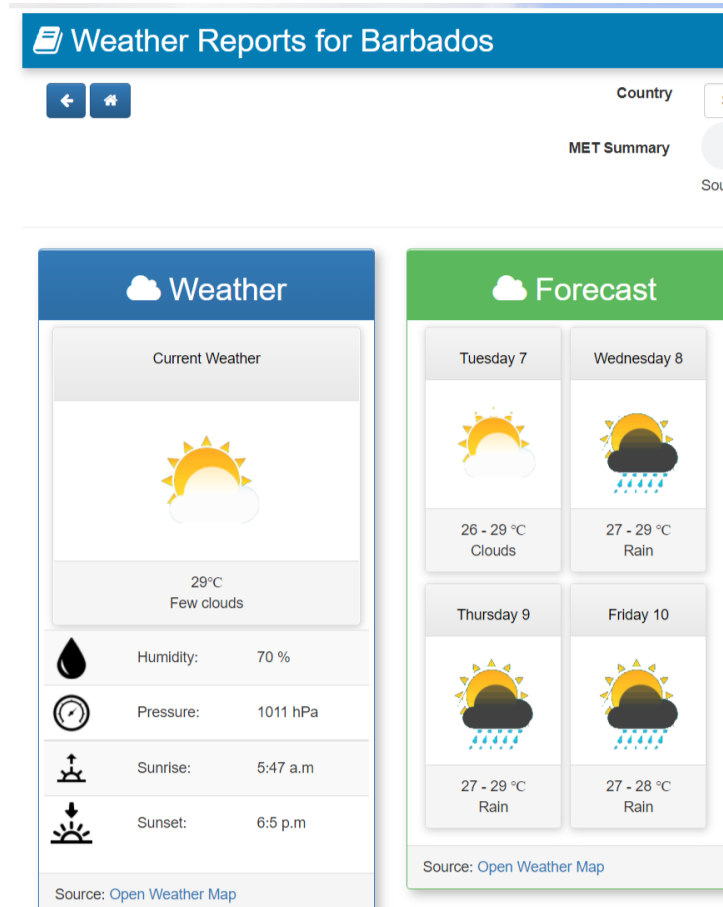 Weather Reports for Barbados
Country
MET Summary
Weather
Current Weather
29°C
Few clouds
Humidity: 70 %
Pressure: 1011 hPa
Sunrise: 5:47 a.m
Sunset: 6:5 p.m
Source: Open Weather Map
Forecast
Tuesday 7
26 - 29 °C
Clouds
Wednesday 8
27 - 29 °C
Rain
Thursday 9
27 - 29 °C
Rain
Friday 10
27 - 28 °C
Rain
Source: Open Weather Map